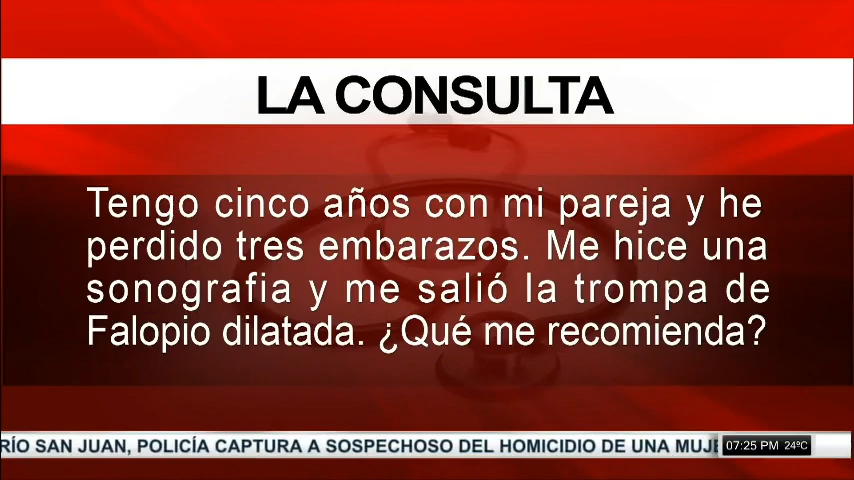 LA CONSULTA
Tengo cinco años con mi pareja y he
perdido tres embarazos. Me hice una
sonografia y me salió la trompa de
Falopio dilatada. ¿Qué me recomienda?
RÍO SAN JUAN, POLICÍA CAPTURA A SOSPECHOSO DEL HOMICIDIO DE UNA MUJE
07:25 PM 24ºC